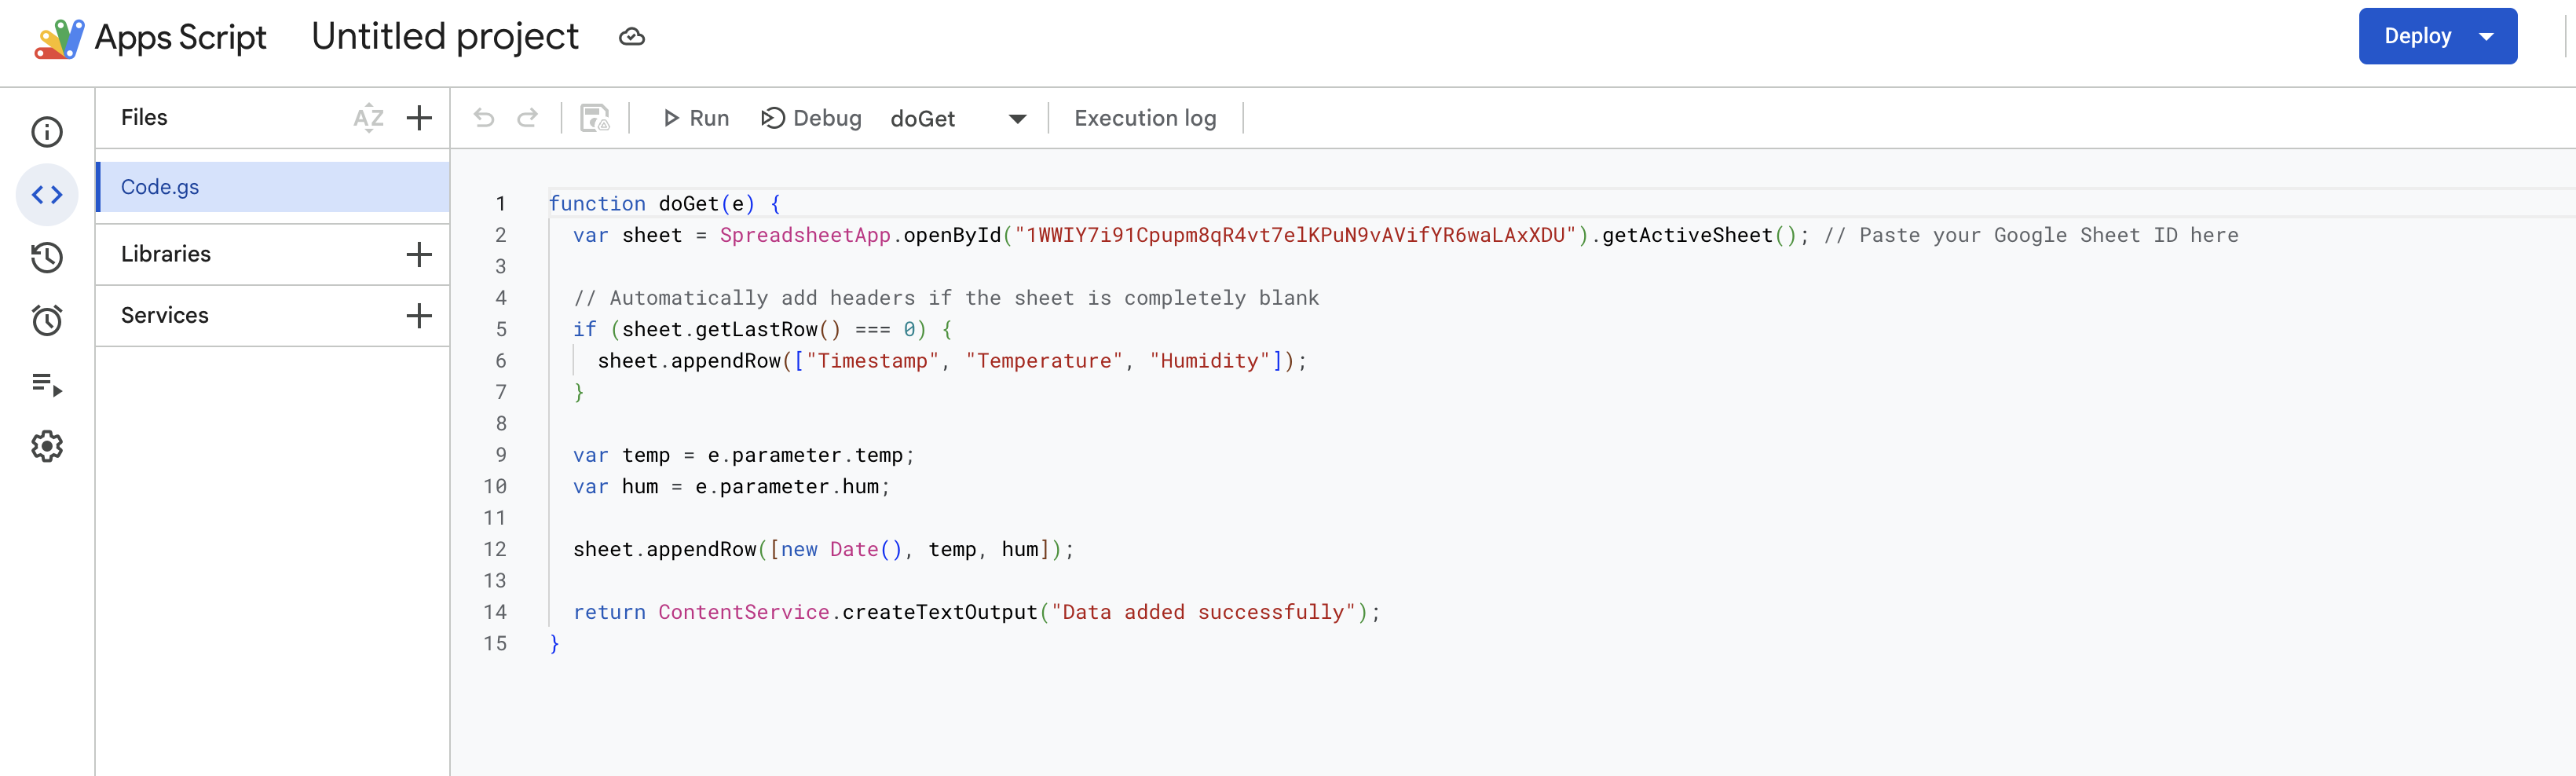 Apps Script Untitled project Deploy
Files AZ Run Debug doGet Execution log
Code.gs
Libraries
Services
1 function doGet(e) {
2 var sheet = SpreadsheetApp.openById("1WWIY7i91Cpupm8qR4vt7elKPuN9vAVifYR6waLAxXDU").getActiveSheet(); // Paste your Google Sheet ID here
3
4 // Automatically add headers if the sheet is completely blank
5 if (sheet.getLastRow() === 0) {
6 sheet.appendRow(["Timestamp", "Temperature", "Humidity"]);
7 }
8
9 var temp = e.parameter.temp;
10 var hum = e.parameter.hum;
11
12 sheet.appendRow([new Date(), temp, hum]);
13
14 return ContentService.createTextOutput("Data added successfully");
15 }